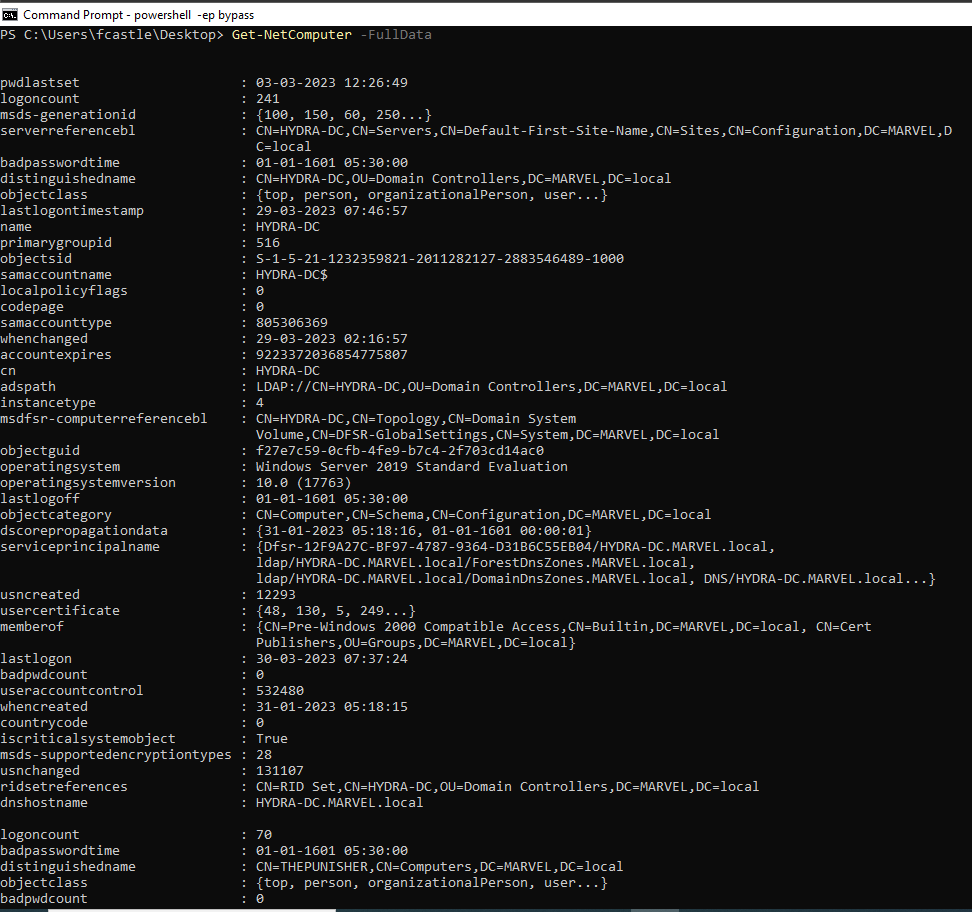 Command Prompt - powershell -ep bypass
PS C:\Users\fcastle\Desktop> Get-NetComputer -FullData
pwdlastset : 03-03-2023 12:26:49
logoncount : 241
msds-generationid : {100, 150, 60, 250...}
serverreferencebl : CN=HYDRA-DC,CN=Servers,CN=Default-First-Site-Name,CN=Sites,CN=Configuration,DC=MARVEL,D
C=local
badpasswordtime : 01-01-1601 05:30:00
distinguishedname : CN=HYDRA-DC,OU=Domain Controllers,DC=MARVEL,DC=local
objectclass : {top, person, organizationalPerson, user...}
lastlogontimestamp : 29-03-2023 07:46:57
name : HYDRA-DC
primarygroupid : 516
objectsid : S-1-5-21-1232359821-2011282127-2883546489-1000
samaccountname : HYDRA-DC$
localpolicyflags : 0
codepage : 0
samaccounttype : 805306369
whenchanged : 29-03-2023 02:16:57
accountexpires : 9223372036854775807
cn : HYDRA-DC
adspath : LDAP://CN=HYDRA-DC,OU=Domain Controllers,DC=MARVEL,DC=local
instancetype : 4
msdfsr-computerreferencebl : CN=HYDRA-DC,CN=Topology,CN=Domain System
Volume,CN=DFSR-GlobalSettings,CN=System,DC=MARVEL,DC=local
objectguid : f27e7c59-0cfb-4fe9-b7c4-2f703cd14ac0
operatingsystem : Windows Server 2019 Standard Evaluation
operatingsystemversion : 10.0 (17763)
lastlogoff : 01-01-1601 05:30:00
objectcategory : CN=Computer,CN=Schema,CN=Configuration,DC=MARVEL,DC=local
dscorepropagationdata : {31-01-2023 05:18:16, 01-01-1601 00:00:01}
serviceprincipalname : {Dfsr-12F9A27C-BF97-4787-9364-D31B6C55EB04/HYDRA-DC.MARVEL.local,
ldap/HYDRA-DC.MARVEL.local/ForestDnsZones.MARVEL.local,
ldap/HYDRA-DC.MARVEL.local/DomainDnsZones.MARVEL.local, DNS/HYDRA-DC.MARVEL.local...}
usncreated : 12293
usercertificate : {48, 130, 5, 249...}
memberof : {CN=Pre-Windows 2000 Compatible Access,CN=Builtin,DC=MARVEL,DC=local, CN=Cert
Publishers,OU=Groups,DC=MARVEL,DC=local}
lastlogon : 30-03-2023 07:37:24
badpwdcount : 0
useraccountcontrol : 532480
whencreated : 31-01-2023 05:18:15
countrycode : 0
iscriticalsystemobject : True
msds-supportedencryptiontypes : 28
usnchanged : 131107
ridsetreferences : CN=RID Set,CN=HYDRA-DC,OU=Domain Controllers,DC=MARVEL,DC=local
dnshostname : HYDRA-DC.MARVEL.local
logoncount : 70
badpasswordtime : 01-01-1601 05:30:00
distinguishedname : CN=THEPUNISHER,CN=Computers,DC=MARVEL,DC=local
objectclass : {top, person, organizationalPerson, user...}
badpwdcount : 0